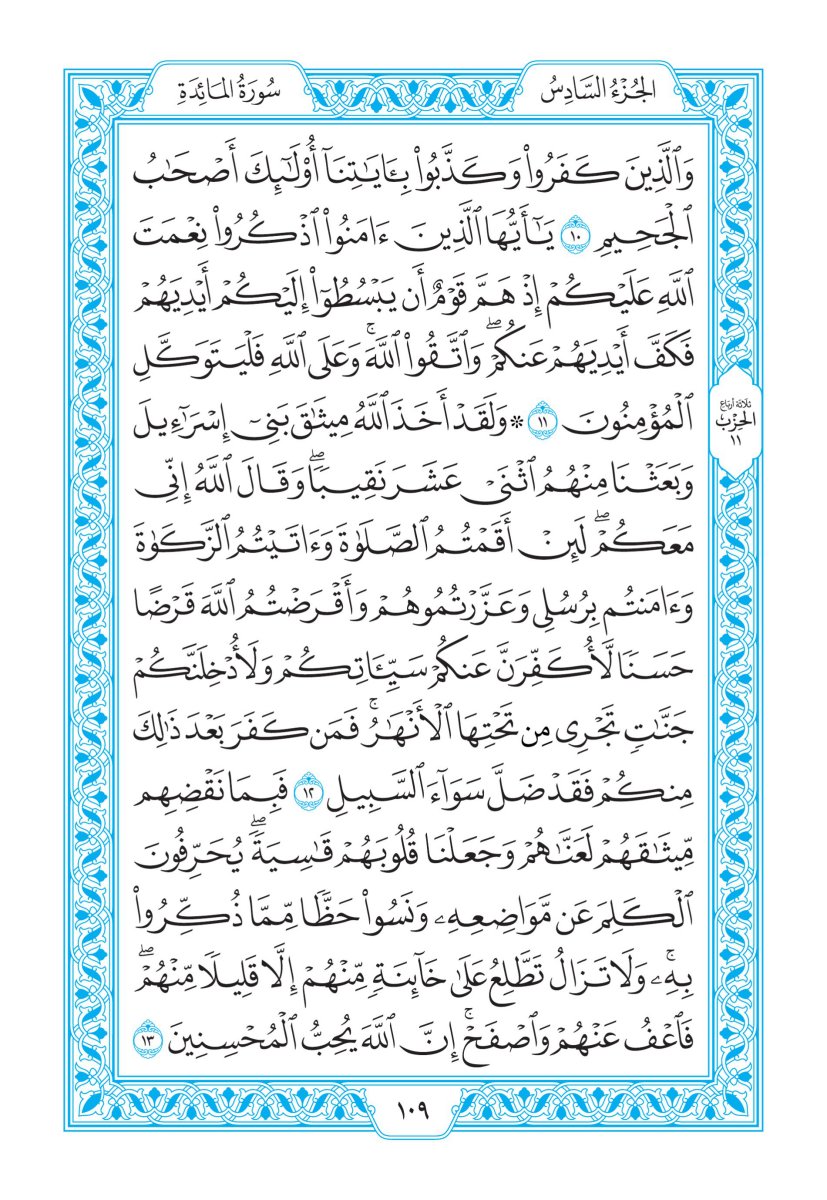 الجُزْءُ السَّادِسُ
سُورَةُ المَائِدَةِ
وَٱلَّذِينَ كَفَرُواْ وَكَذَّبُواْ بِـَٔايَٰتِنَآ أُوْلَٰٓئِكَ أَصْحَٰبُ
ٱلْجَحِيمِ ١٠ يَٰٓأَيُّهَا ٱلَّذِينَ ءَامَنُواْ ٱذْكُرُواْ نِعْمَتَ
ٱللَّهِ عَلَيْكُمْ إِذْ هَمَّ قَوْمٌ أَن يَبْسُطُوٓاْ إِلَيْكُمْ أَيْدِيَهُمْ
فَكَفَّ أَيْدِيَهُمْ عَنكُمْۖ وَٱتَّقُواْ ٱللَّهَۚ وَعَلَى ٱللَّهِ فَلْيَتَوَكَّلِ
ٱلْمُؤْمِنُونَ ١١ ۞ وَلَقَدْ أَخَذَ ٱللَّهُ مِيثَٰقَ بَنِيٓ إِسْرَٰٓءِيلَ
وَبَعَثْنَا مِنْهُمُ ٱثْنَيْ عَشَرَ نَقِيبًاۖ وَقَالَ ٱللَّهُ إِنِّي
مَعَكُمْۖ لَئِنْ أَقَمْتُمُ ٱلصَّلَوٰةَ وَءَاتَيْتُمُ ٱلزَّكَوٰةَ
وَءَامَنتُم بِرُسُلِي وَعَزَّرْتُمُوهُمْ وَأَقْرَضْتُمُ ٱللَّهَ قَرْضًا
حَسَنًا لَّأُكَفِّرَنَّ عَنكُمْ سَيِّـَٔاتِكُمْ وَلَأُدْخِلَنَّكُمْ
جَنَّٰتٍ تَجْرِي مِن تَحْتِهَا ٱلْأَنْهَٰرُۚ فَمَن كَفَرَ بَعْدَ ذَٰلِكَ
مِنكُمْ فَقَدْ ضَلَّ سَوَآءَ ٱلسَّبِيلِ ١٢ فَبِمَا نَقْضِهِم
مِّيثَٰقَهُمْ لَعَنَّٰهُمْ وَجَعَلْنَا قُلُوبَهُمْ قَٰسِيَةًۖ يُحَرِّفُونَ
ٱلْكَلِمَ عَن مَّوَاضِعِهِۦ وَنَسُواْ حَظًّا مِّمَّا ذُكِّرُواْ
بِهِۦۚ وَلَا تَزَالُ تَطَّلِعُ عَلَىٰ خَآئِنَةٍ مِّنْهُمْ إِلَّا قَلِيلًا مِّنْهُمْۖ
فَٱعْفُ عَنْهُمْ وَٱصْفَحْۚ إِنَّ ٱللَّهَ يُحِبُّ ٱلْمُحْسِنِينَ ١٣
ثلاثة أرباع
الحِزْب
١١
١٠٩